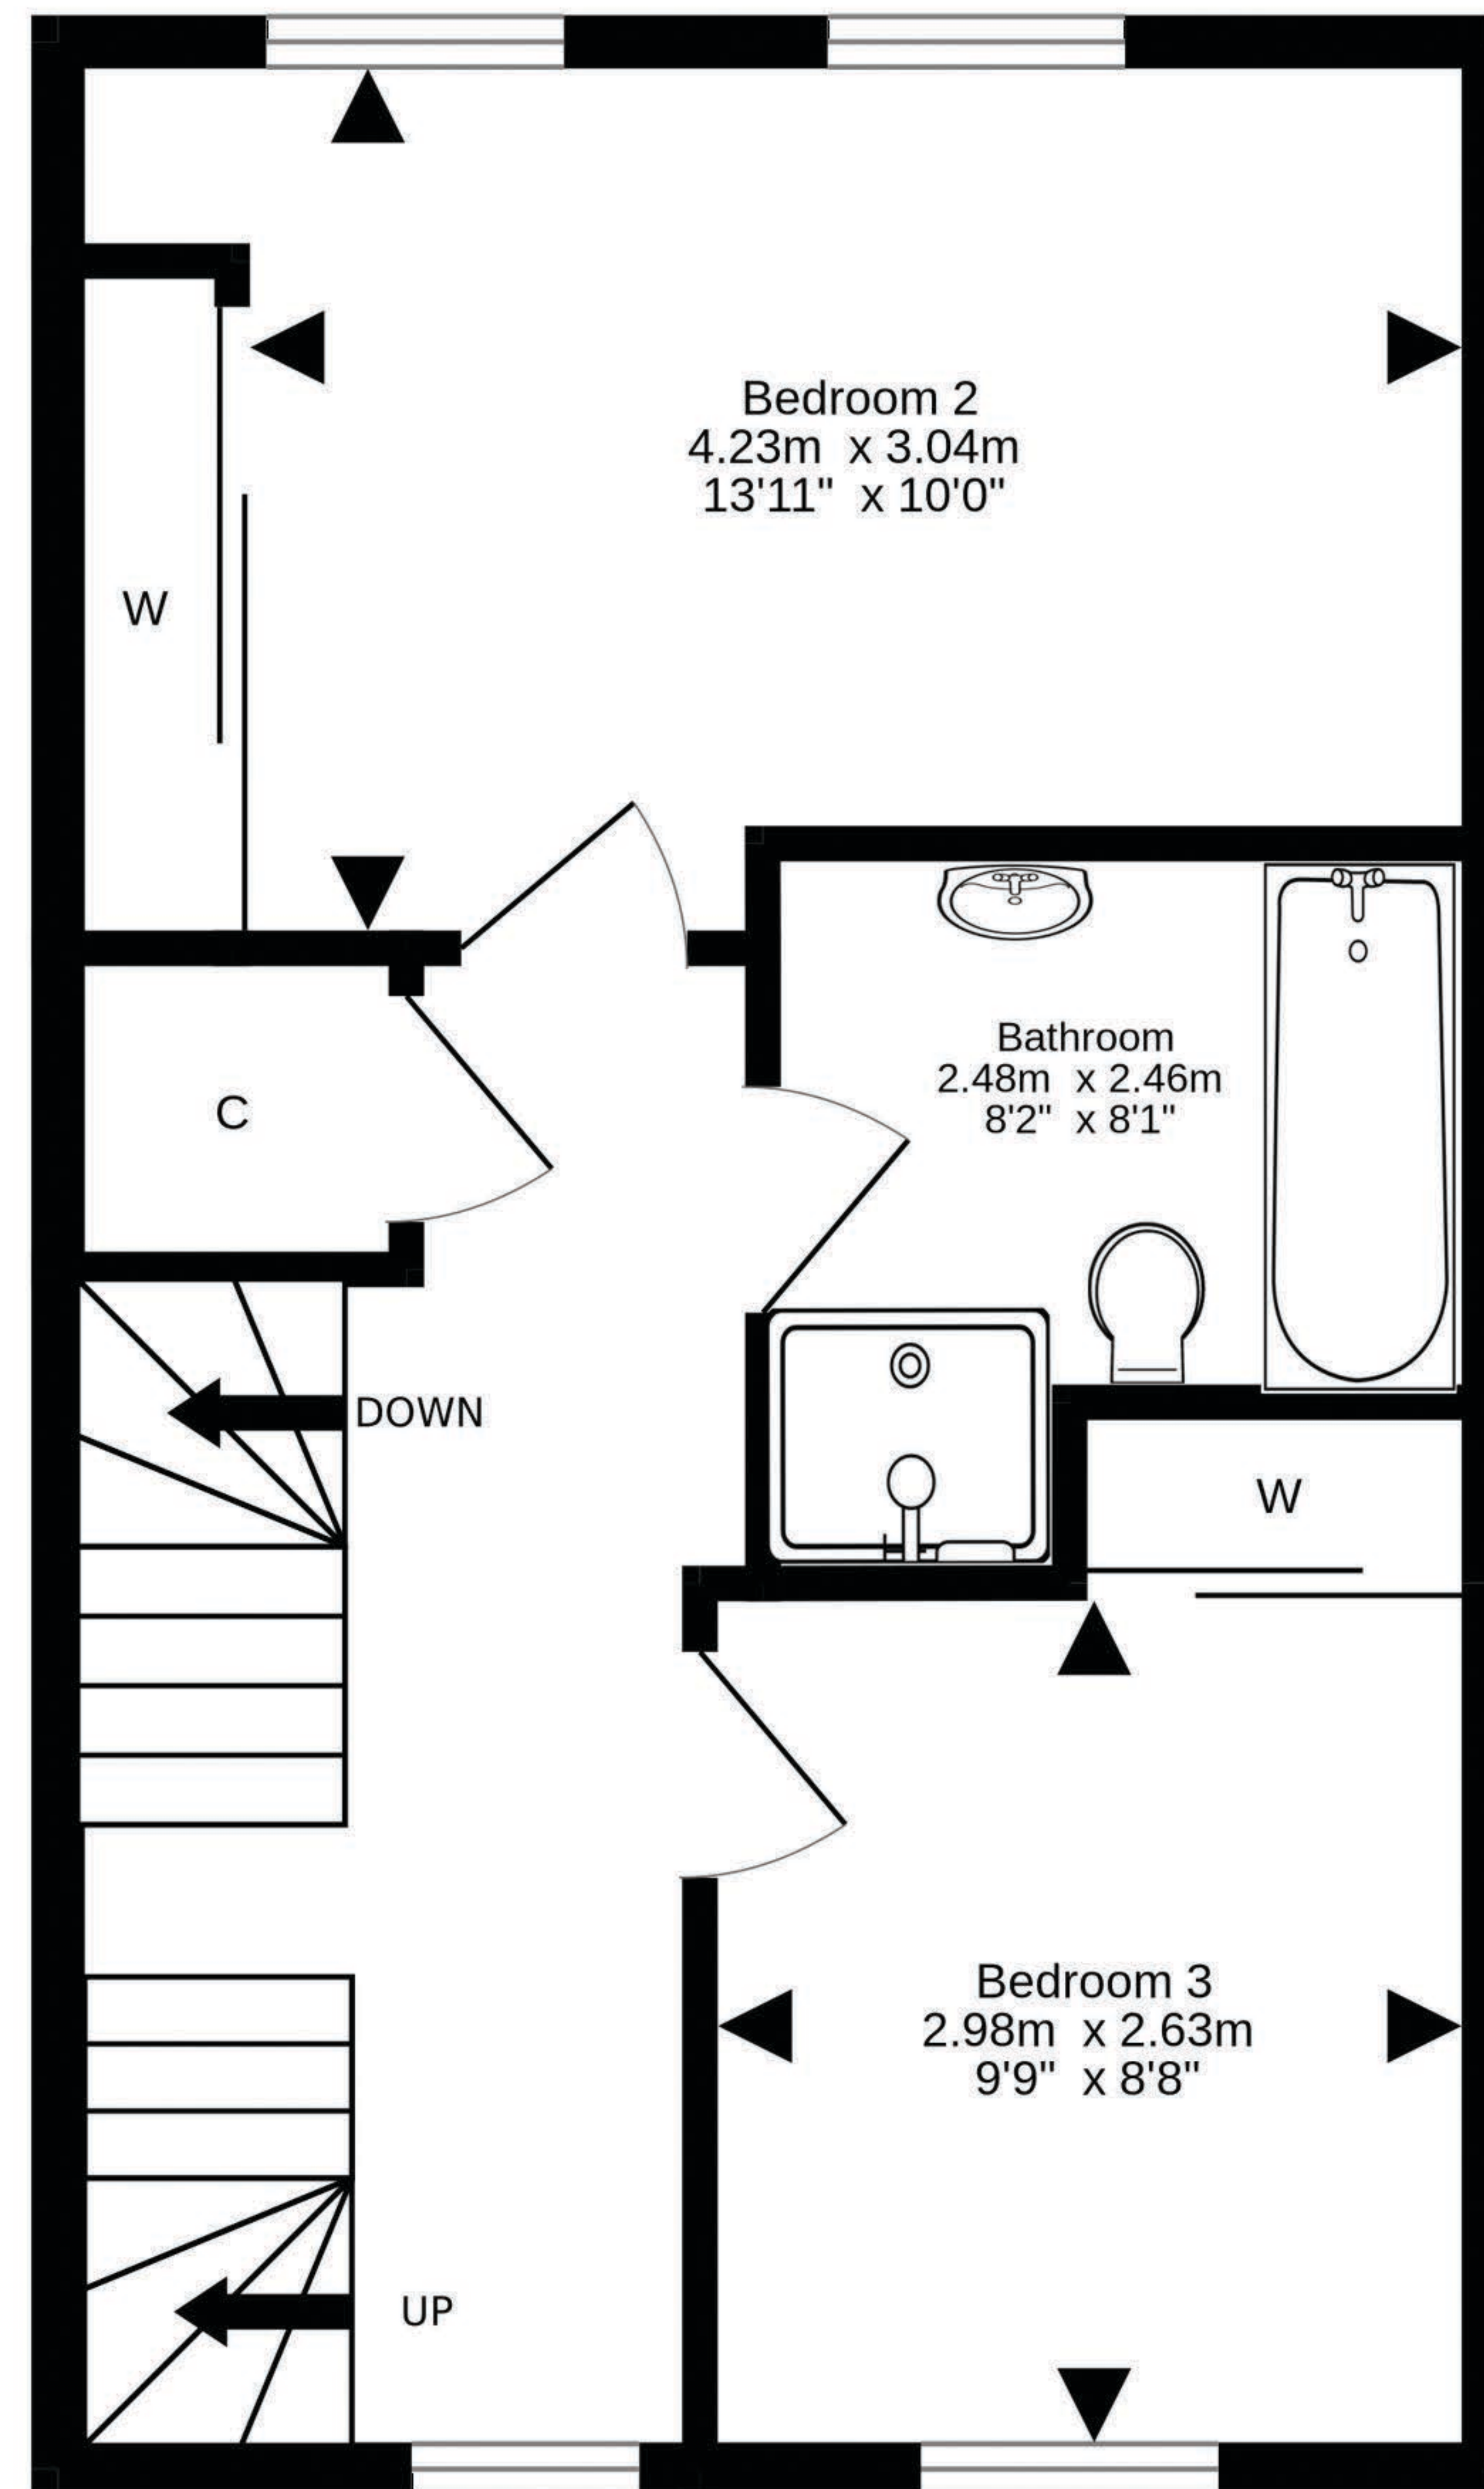 Bedroom 2
4.23m x 3.04m
13'11" x 10'0"
W
Bathroom
2.48m x 2.46m
8'2" x 8'1"
C
DOWN
W
Bedroom 3
2.98m x 2.63m
9'9" x 8'8"
UP